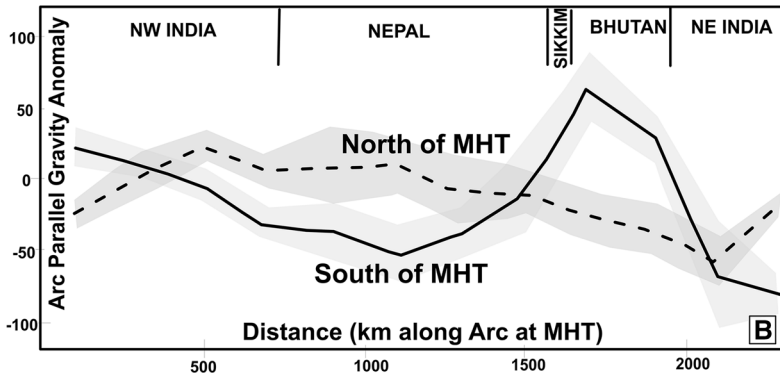 100
50
0
-50
-100
Arc Parallel Gravity Anomaly
NW INDIA
NEPAL
SIKKIM
BHUTAN
NE INDIA
North of MHT
South of MHT
Distance (km along Arc at MHT)
B
500
1000
1500
2000